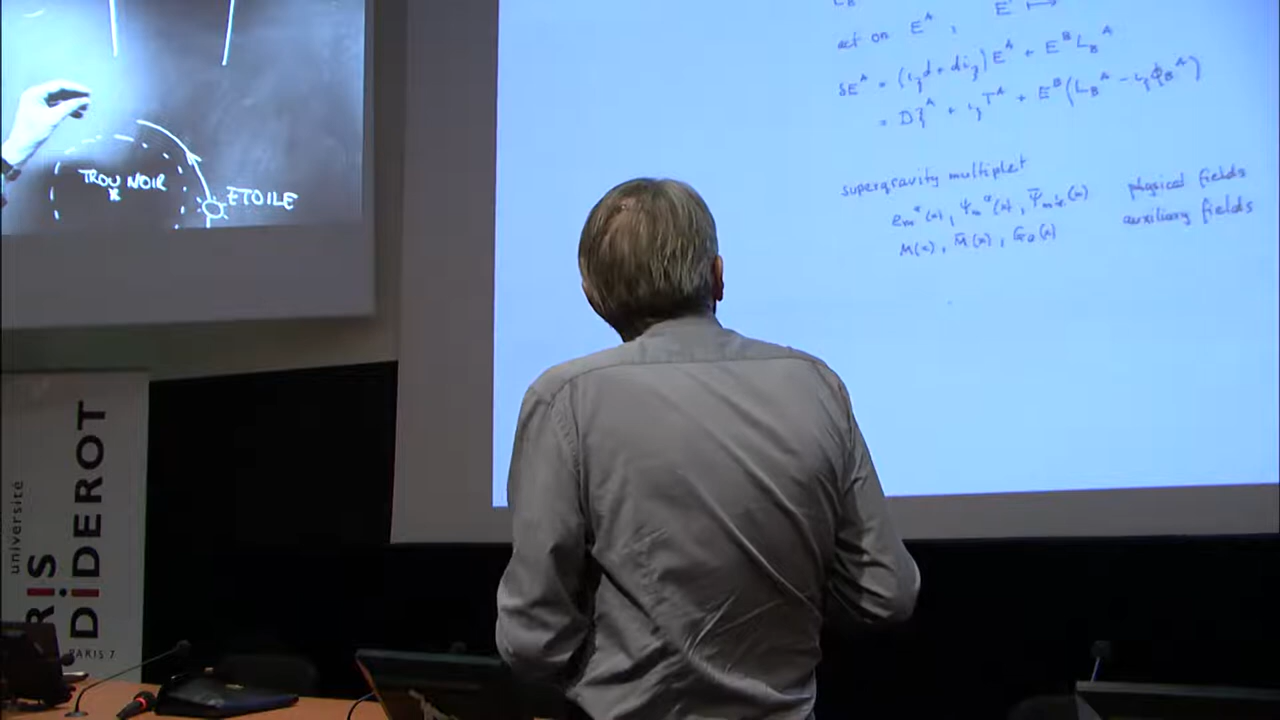 TROU NOIR
ETOILE
université
PARIS
DIDEROT
PARIS 7
act on E^A , E^A ↦
δE^A = (ι_ξ d + dι_ξ) E^A + E^B L_B^A
= Dξ^A + ι_ξ T^A + E^B (L_B^A - ι_ξ φ_B^A)
supergravity multiplet
e_m^a(x), ψ_m^α(x), ψ̄_mα̇(x) physical fields
M(x), M̄(x), G_a(x) auxiliary fields